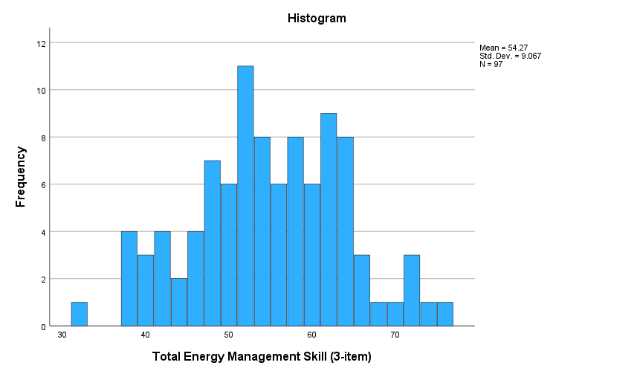 Histogram
Mean = 54.27
Std. Dev. = 9.067
N = 97
12
10
8
6
4
2
0
Frequency
30 40 50 60 70
Total Energy Management Skill (3-item)